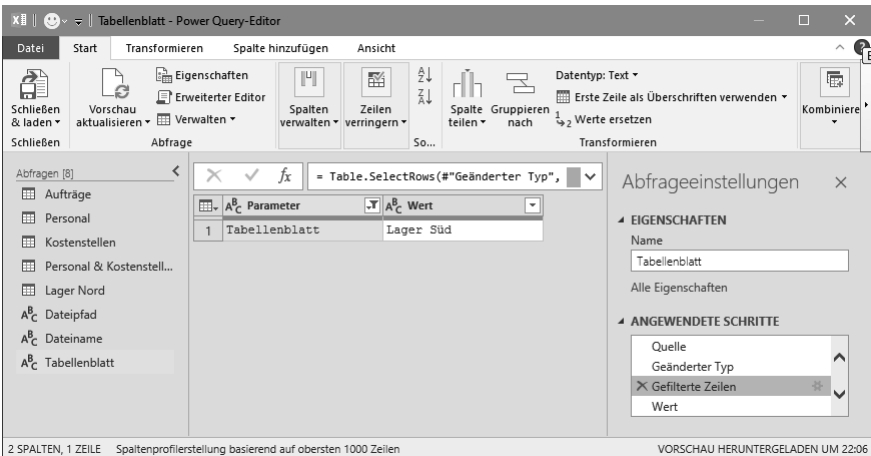 Tabellenblatt - Power Query-Editor
Datei Start Transformieren Spalte hinzufügen Ansicht
Schließen & laden
Schließen
Vorschau aktualisieren
Eigenschaften
Erweiterter Editor
Verwalten
Abfrage
Spalten verwalten
Zeilen verringern
So...
Spalte teilen
Gruppieren nach
Datentyp: Text
Erste Zeile als Überschriften verwenden
Werte ersetzen
Transformieren
Kombiniere
Abfragen [8]
Aufträge
Personal
Kostenstellen
Personal & Kostenstell...
Lager Nord
Dateipfad
Dateiname
Tabellenblatt
= Table.SelectRows(#"Geänderter Typ",
Parameter Wert
1 Tabellenblatt Lager Süd
Abfrageeinstellungen
EIGENSCHAFTEN
Name
Tabellenblatt
Alle Eigenschaften
ANGEWENDETE SCHRITTE
Quelle
Geänderter Typ
Gefilterte Zeilen
Wert
2 SPALTEN, 1 ZEILE Spaltenprofilerstellung basierend auf obersten 1000 Zeilen VORSCHAU HERUNTERGELADEN UM 22:06